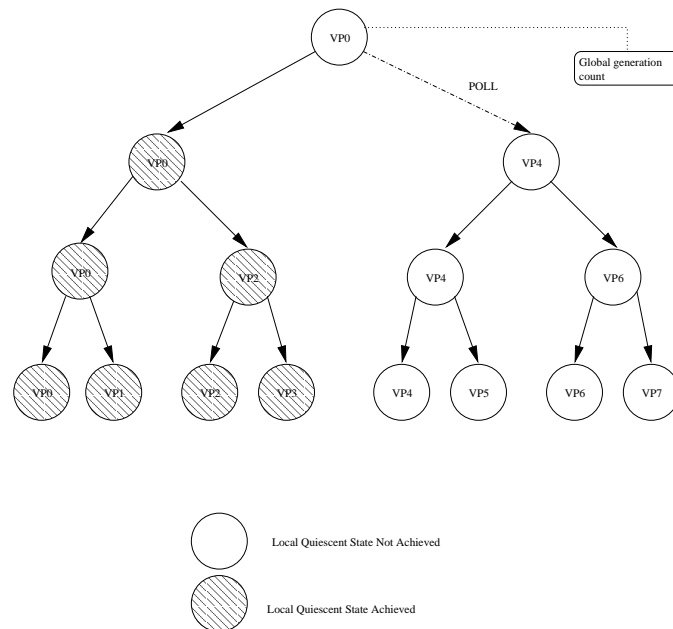 VP0
Global generation
count
POLL
VP0
VP4
VP0
VP2
VP4
VP6
VP0
VP1
VP2
VP3
VP4
VP5
VP6
VP7
Local Quiescent State Not Achieved
Local Quiescent State Achieved